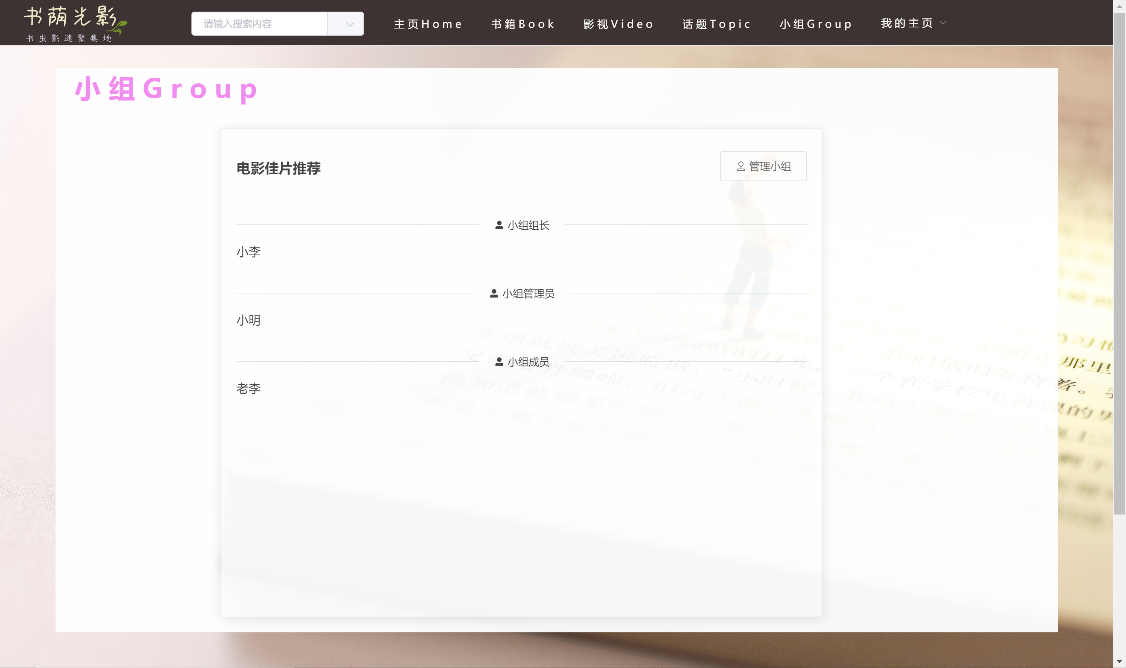 书荫光影
书虫影迷聚集地
请输入搜索内容
主页Home 书籍Book 影视Video 话题Topic 小组Group 我的主页
小组Group
电影佳片推荐
管理小组
小组组长
小李
小组管理员
小明
小组成员
老李